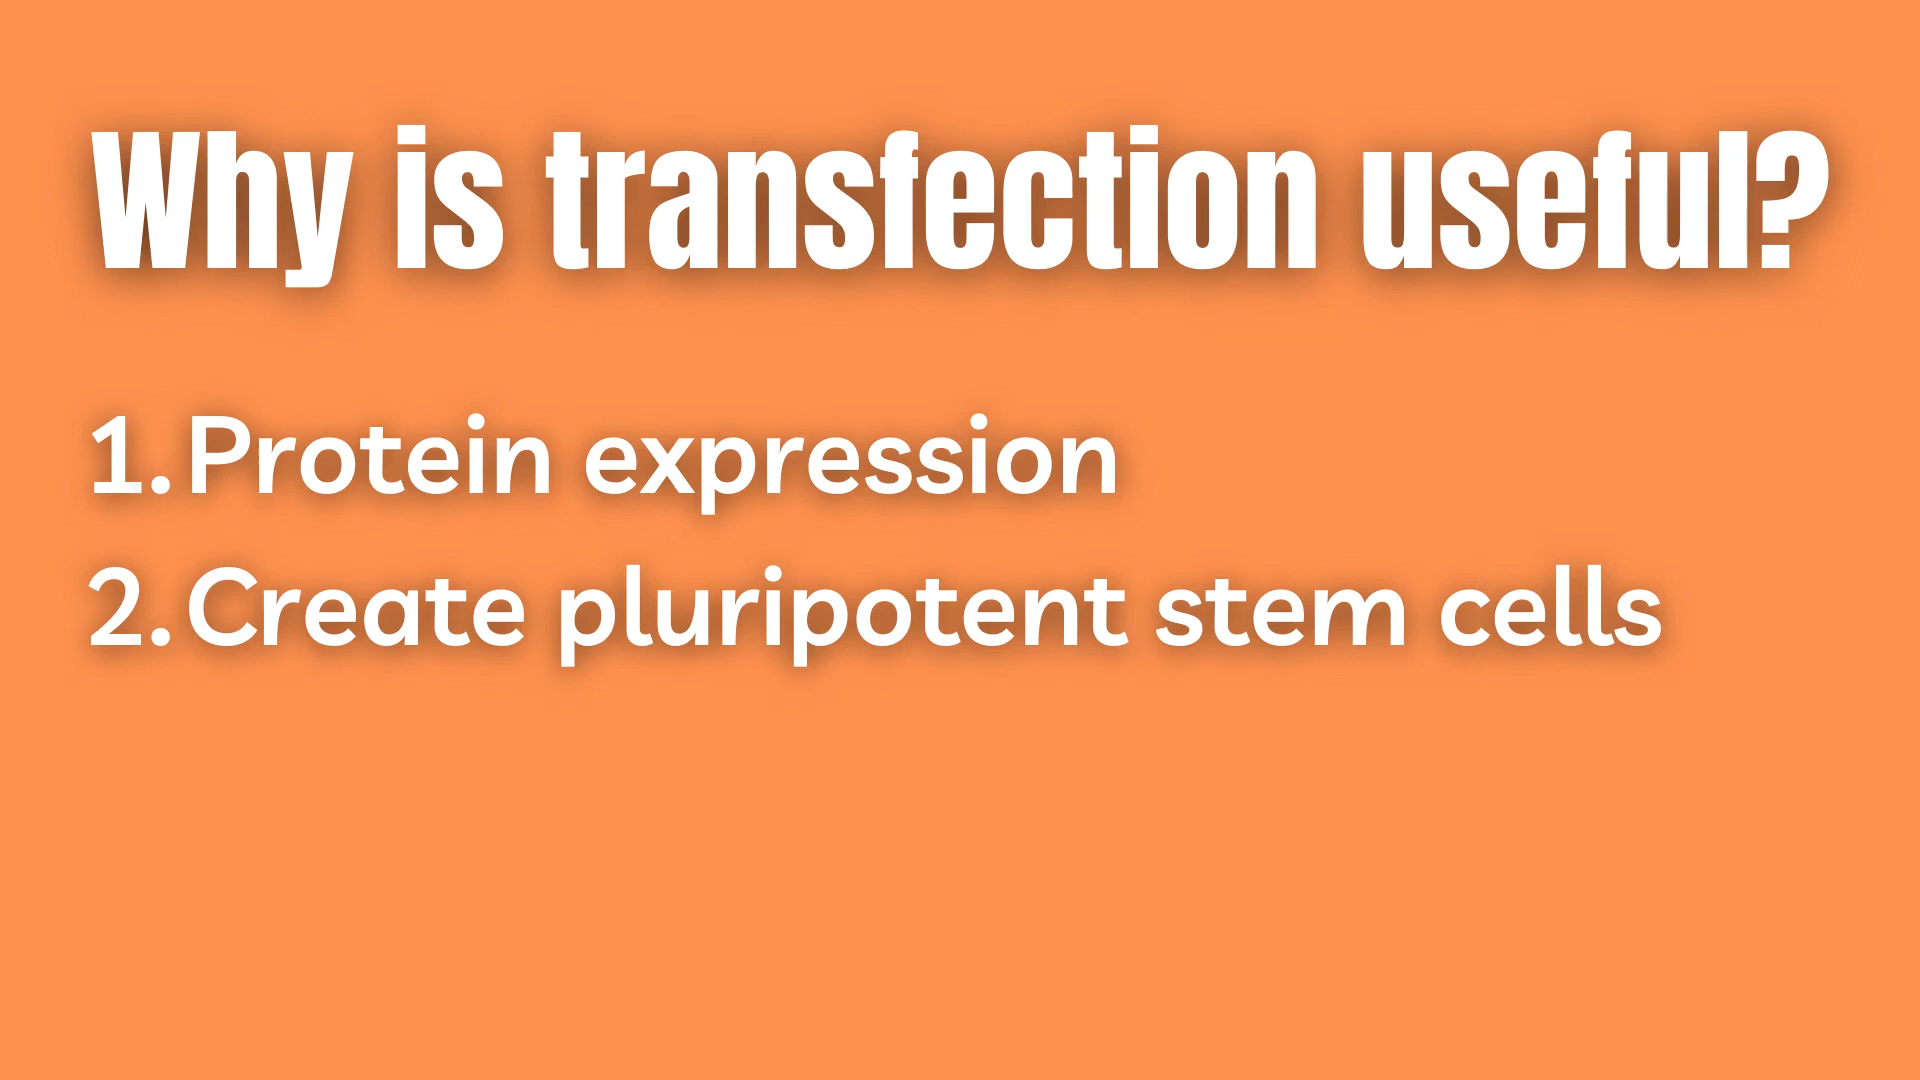 Why is transfection useful?
1. Protein expression
2. Create pluripotent stem cells